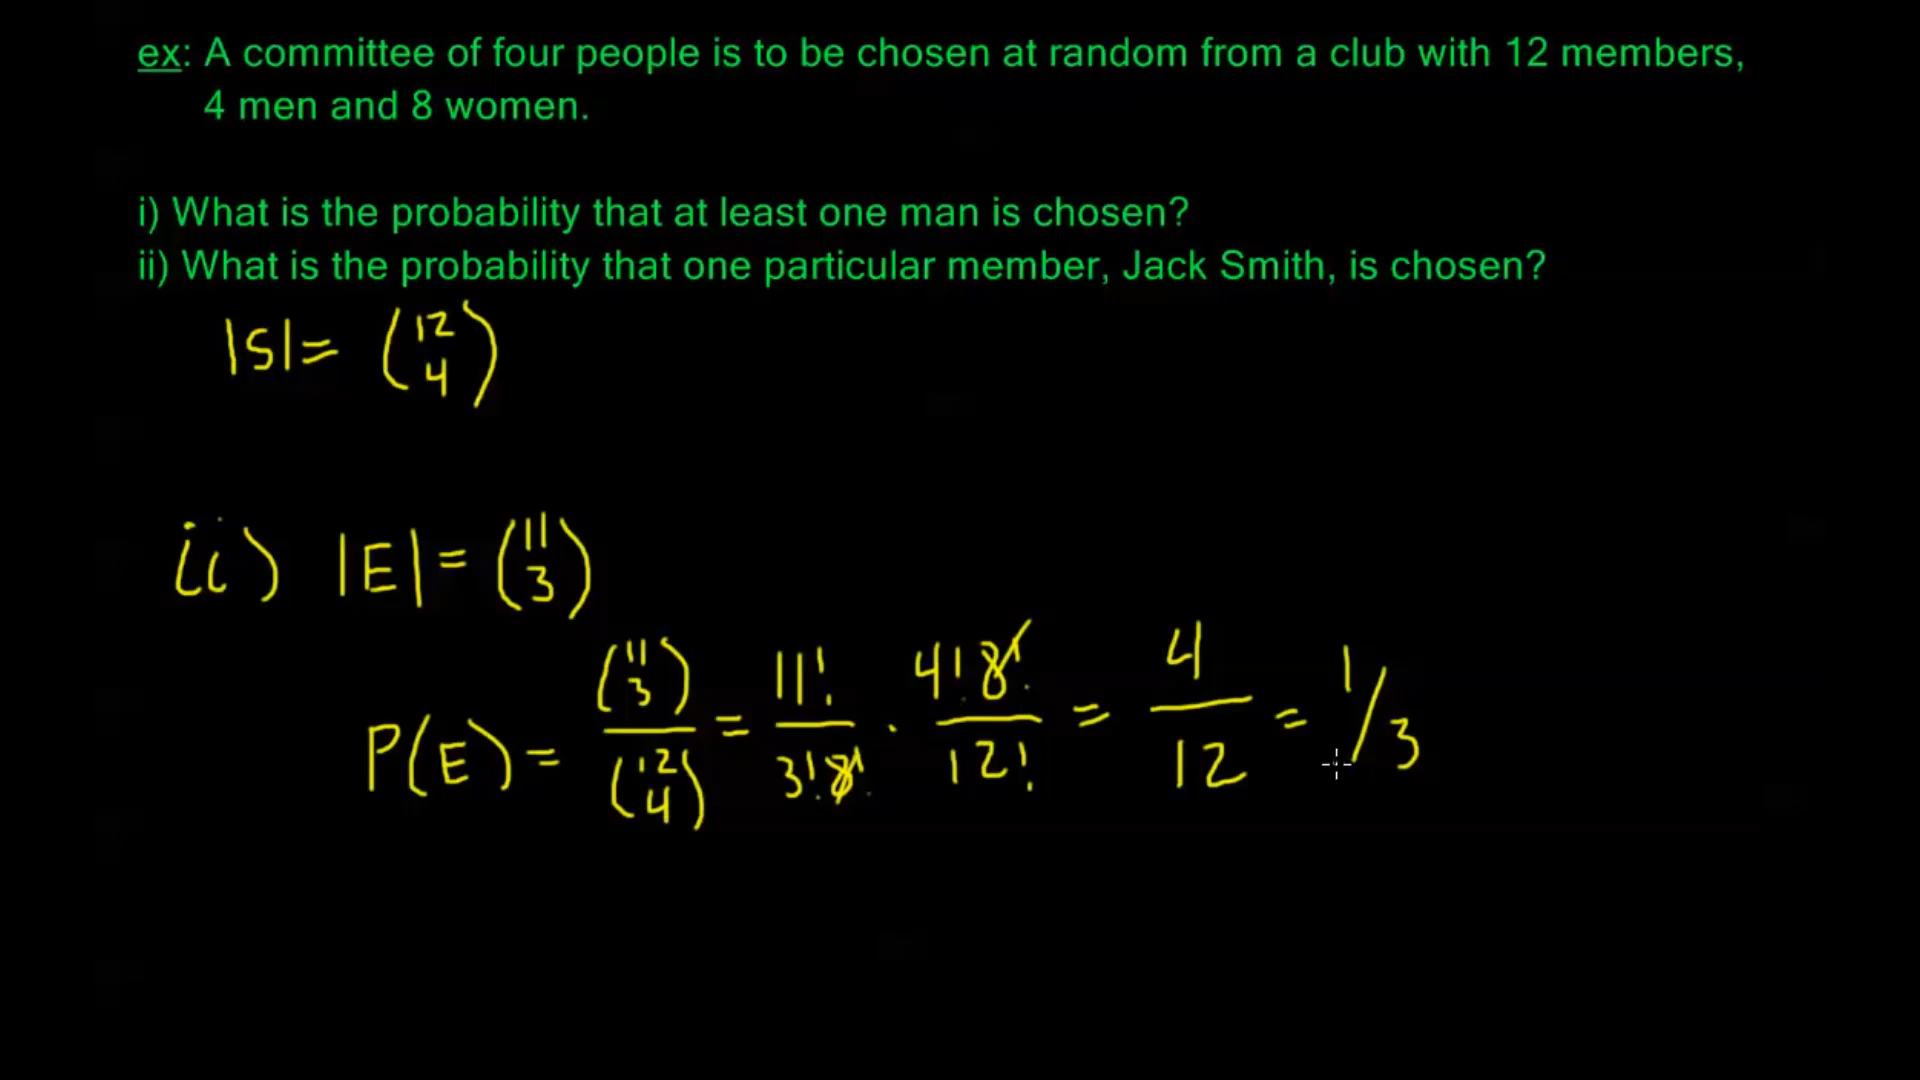 ex: A committee of four people is to be chosen at random from a club with 12 members,
4 men and 8 women.
i) What is the probability that at least one man is chosen?
ii) What is the probability that one particular member, Jack Smith, is chosen?
|S| = (12 4)
ii) |E| = (11 3)
P(E) = (11 3)/(12 4) = 11!/3!8! · 4!8!/12! = 4/12 = 1/3